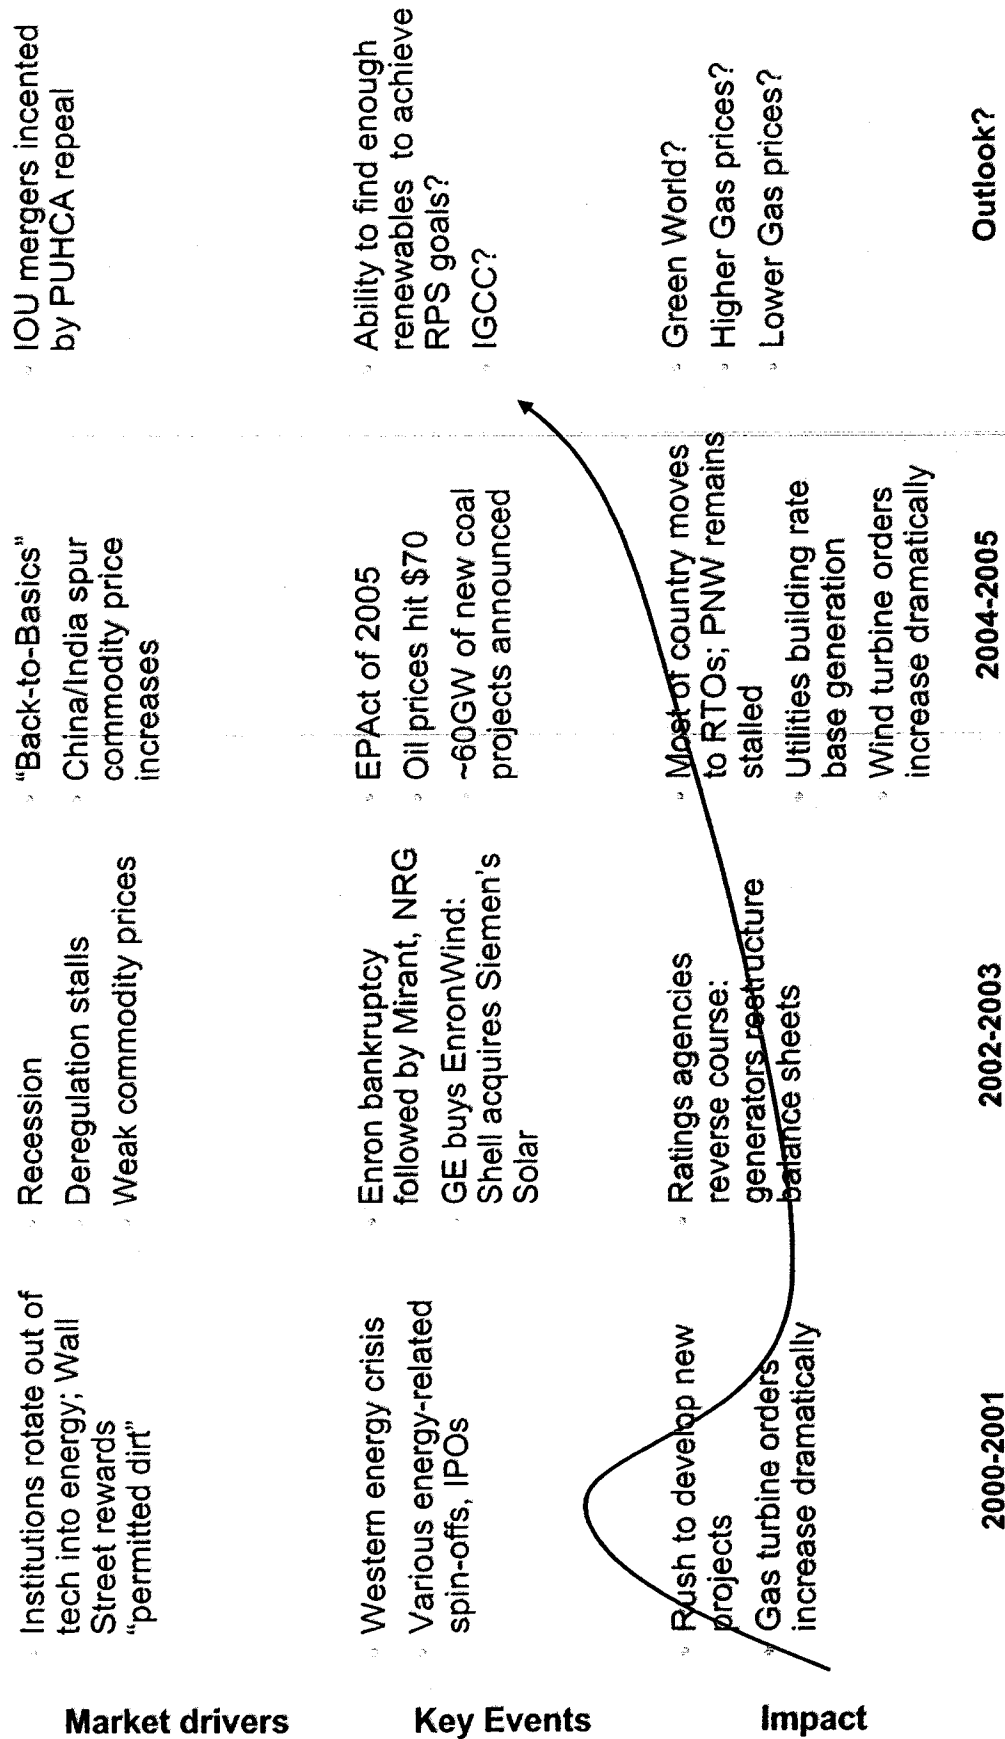 Market drivers
Institutions rotate out of
tech into energy; Wall
Street rewards
“permitted dirt”
Recession
Deregulation stalls
Weak commodity prices
“Back-to-Basics”
China/India spur
commodity price
increases
IOU mergers incented
by PUHCA repeal
Key Events
Western energy crisis
Various energy-related
spin-offs, IPOs
Enron bankruptcy
followed by Mirant, NRG
GE buys EnronWind:
Shell acquires Siemen's
Solar
EPAct of 2005
Oil prices hit $70
~60GW of new coal
projects announced
Ability to find enough
renewables to achieve
RPS goals?
IGCC?
Impact
Rush to develop new
projects
Gas turbine orders
increase dramatically
Ratings agencies
reverse course:
generators restructure
balance sheets
Most of country moves
to RTOs; PNW remains
stalled
Utilities building rate
base generation
Wind turbine orders
increase dramatically
Green World?
Higher Gas prices?
Lower Gas prices?
2000-2001
2002-2003
2004-2005
Outlook?